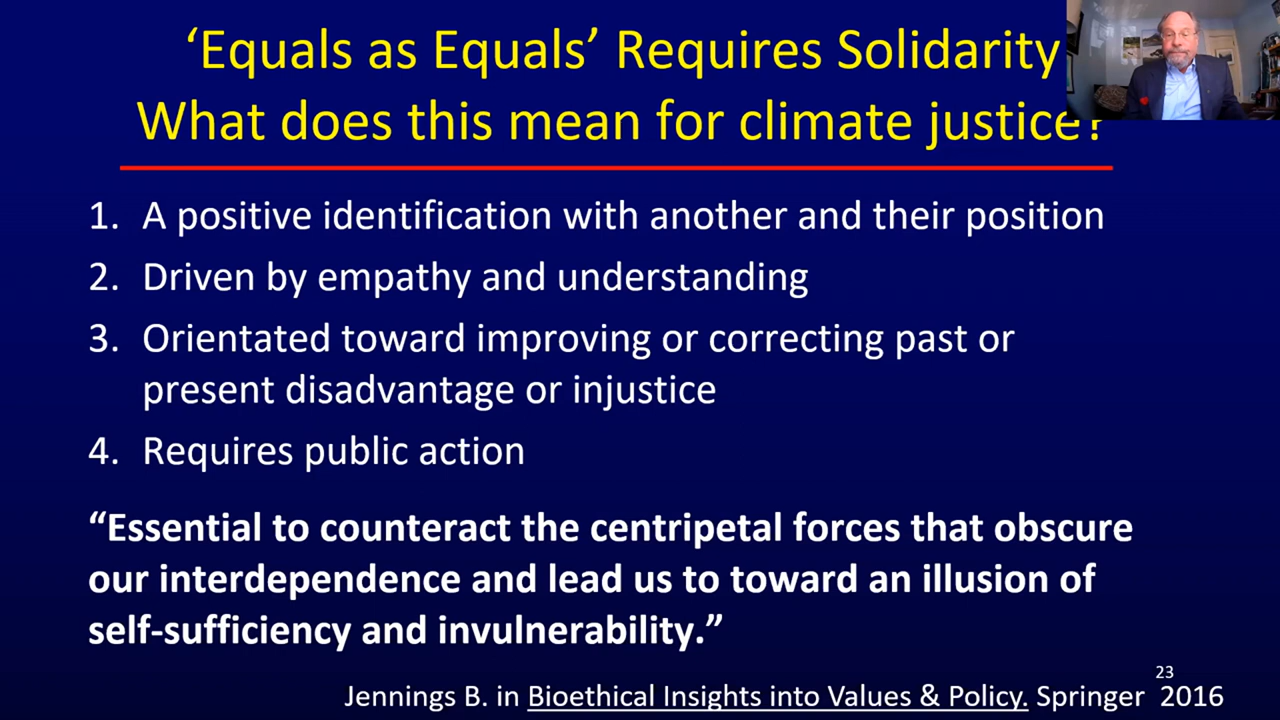 ‘Equals as Equals’ Requires Solidarity
What does this mean for climate justice?
1. A positive identification with another and their position
2. Driven by empathy and understanding
3. Orientated toward improving or correcting past or
present disadvantage or injustice
4. Requires public action
“Essential to counteract the centripetal forces that obscure
our interdependence and lead us to toward an illusion of
self-sufficiency and invulnerability.”
23
Jennings B. in Bioethical Insights into Values & Policy. Springer 2016